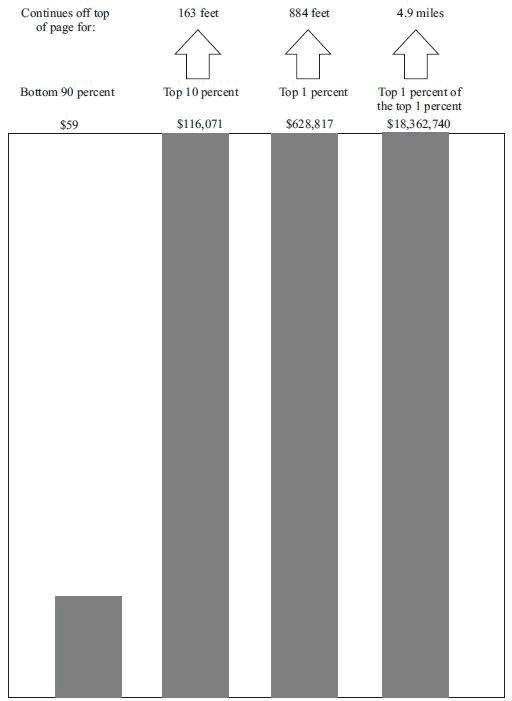 Continues off top
of page for:
163 feet
884 feet
4.9 miles
Bottom 90 percent
Top 10 percent
Top 1 percent
Top 1 percent of
the top 1 percent
$59
$116,071
$628,817
$18,362,740